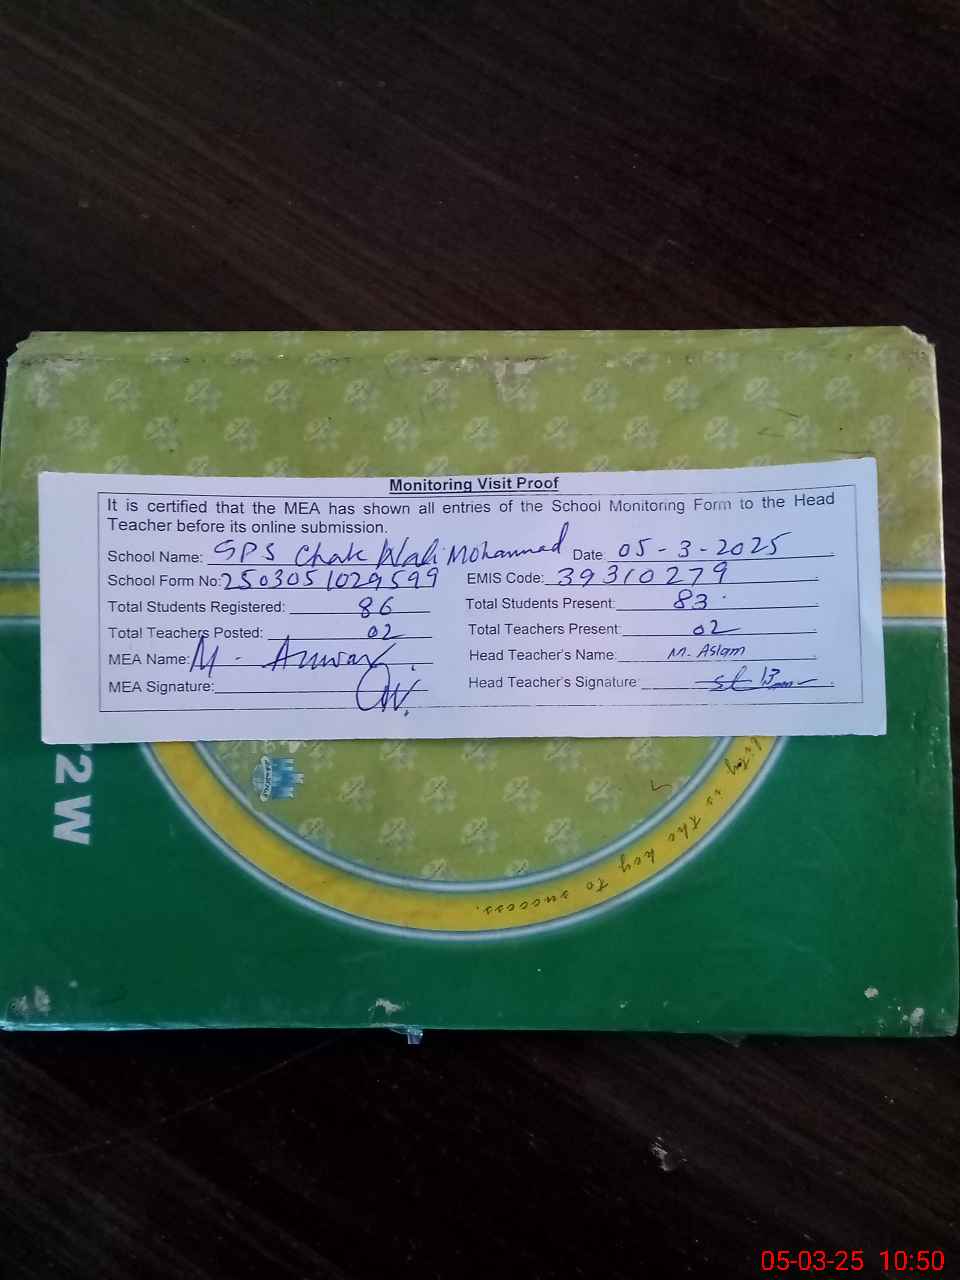 Monitoring Visit Proof
It is certified that the MEA has shown all entries of the School Monitoring Form to the Head
Teacher before its online submission.
School Name: GPS Chak Wali Mohammad Date: 05-3-2025
School Form No: 2503051029599 EMIS Code: 39310279
Total Students Registered: 86 Total Students Present: 83
Total Teachers Posted: 02 Total Teachers Present: 02
MEA Name: M. Anwar Head Teacher's Name: M. Aslam
MEA Signature: Head Teacher's Signature:
2W
is the key to success.
05-03-25 10:50